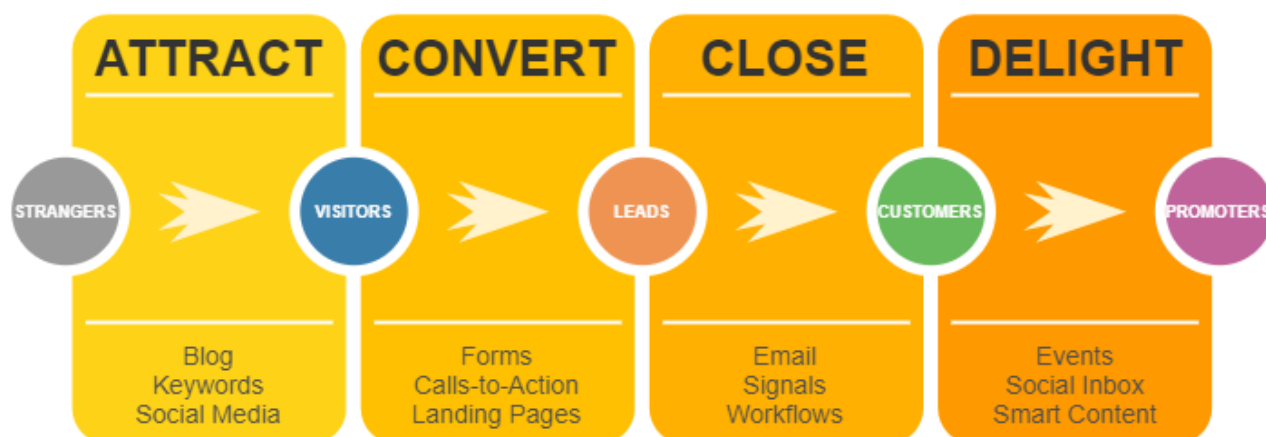 ATTRACT
CONVERT
CLOSE
DELIGHT
STRANGERS
VISITORS
LEADS
CUSTOMERS
PROMOTERS
Blog
Keywords
Social Media
Forms
Calls-to-Action
Landing Pages
Email
Signals
Workflows
Events
Social Inbox
Smart Content